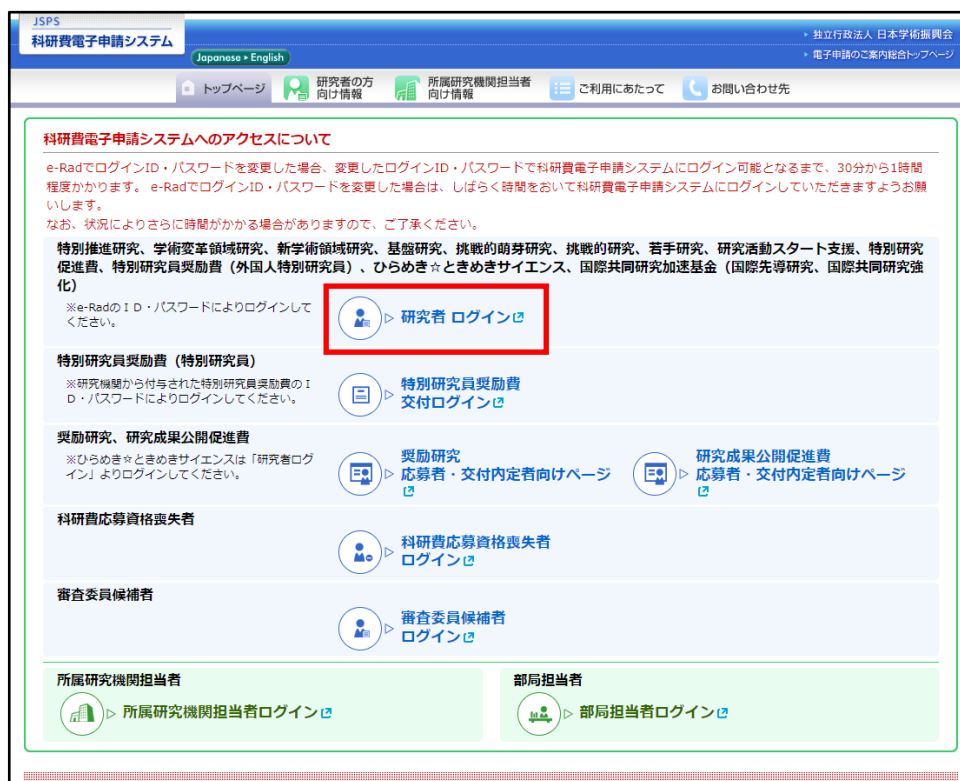 JSPS
科研費電子申請システム
Japanese ▸ English
独立行政法人 日本学術振興会
電子申請のご案内総合トップページ
トップページ
研究者の方
向け情報
所属研究機関担当者
向け情報
ご利用にあたって
お問い合わせ先
科研費電子申請システムへのアクセスについて
e-RadでログインID・パスワードを変更した場合、変更したログインID・パスワードで科研費電子申請システムにログイン可能となるまで、30分から1時間
程度かかります。 e-RadでログインID・パスワードを変更した場合は、しばらく時間をおいて科研費電子申請システムにログインしていただきますようお願
いします。
なお、状況によりさらに時間がかかる場合がありますので、ご了承ください。
特別推進研究、学術変革領域研究、新学術領域研究、基盤研究、挑戦的萌芽研究、挑戦的研究、若手研究、研究活動スタート支援、特別研究
促進費、特別研究員奨励費（外国人特別研究員）、ひらめき☆ときめきサイエンス、国際共同研究加速基金（国際先導研究、国際共同研究強
化）
※e-RadのＩＤ・パスワードによりログインして
ください。
研究者 ログイン
特別研究員奨励費（特別研究員）
※研究機関から付与された特別研究員奨励費のＩ
Ｄ・パスワードによりログインしてください。
特別研究員奨励費
交付ログイン
奨励研究、研究成果公開促進費
※ひらめき☆ときめきサイエンスは「研究者ログ
イン」よりログインしてください。
奨励研究
応募者・交付内定者向けページ
研究成果公開促進費
応募者・交付内定者向けページ
科研費応募資格喪失者
科研費応募資格喪失者
ログイン
審査委員候補者
審査委員候補者
ログイン
所属研究機関担当者
所属研究機関担当者ログイン
部局担当者
部局担当者ログイン